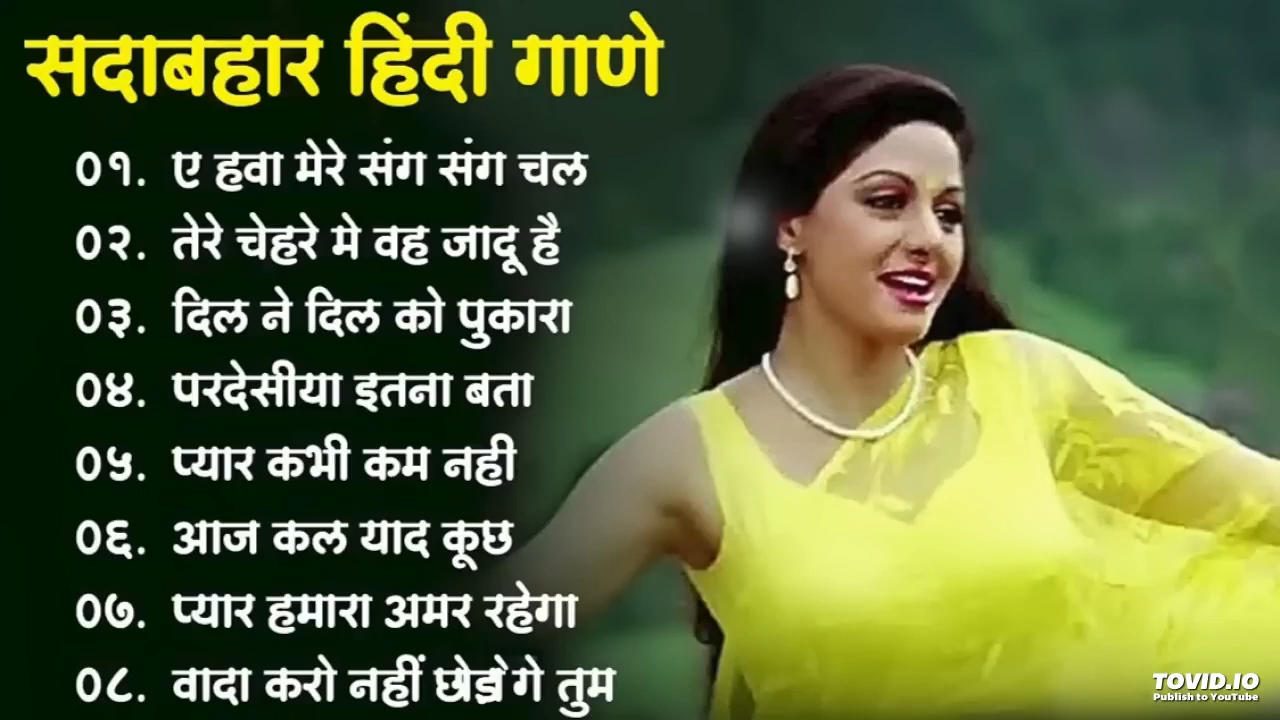 सदाबहार हिंदी गाणे
०१. ए हवा मेरे संग संग चल
०२. तेरे चेहरे मे वह जादू है
०३. दिल ने दिल को पुकारा
०४. परदेसीया इतना बता
०५. प्यार कभी कम नही
०६. आज कल याद कूछ
०७. प्यार हमारा अमर रहेगा
०८. वादा करो नहीं तुम
TOVID.IO
Publish to YouTube